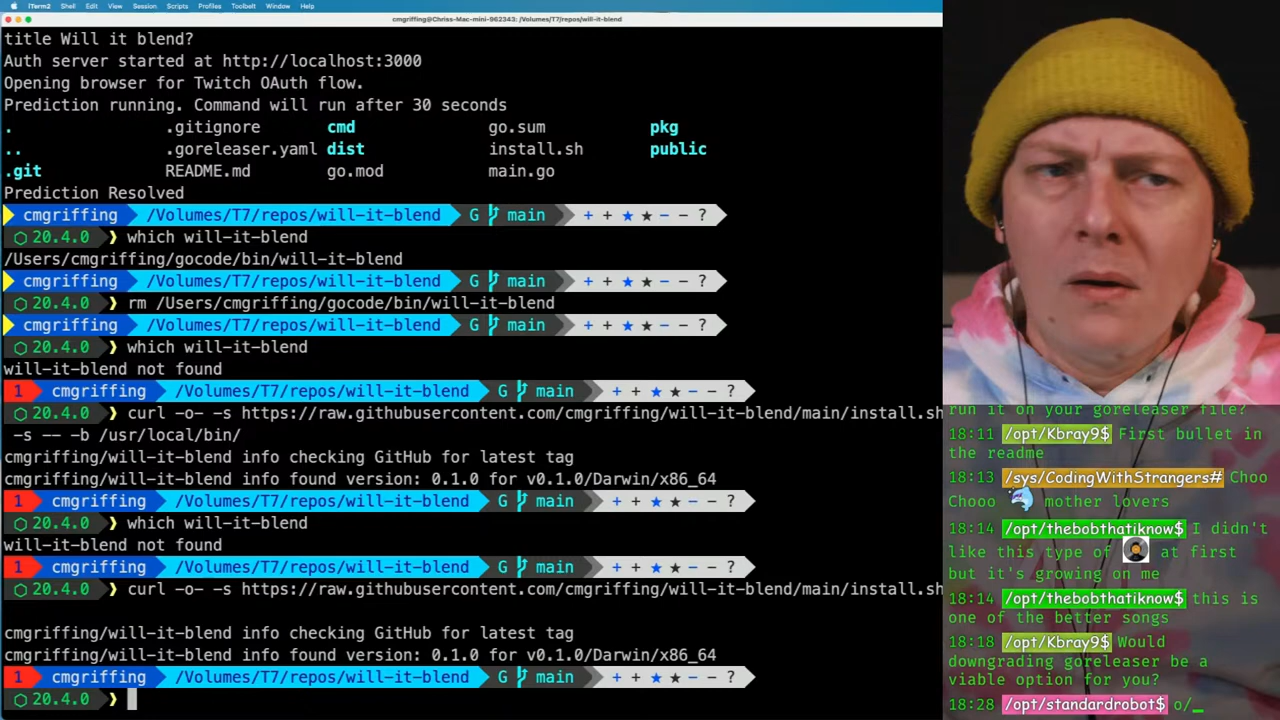 iTerm2 Shell Edit View Session Scripts Profiles Toolbelt Window Help
cmgriffing@Chriss-Mac-mini-962343: /Volumes/T7/repos/will-it-blend
title Will it blend?
Auth server started at http://localhost:3000
Opening browser for Twitch OAuth flow.
Prediction running. Command will run after 30 seconds
. .gitignore cmd go.sum pkg
.. .goreleaser.yaml dist install.sh public
.git README.md go.mod main.go
Prediction Resolved
cmgriffing /Volumes/T7/repos/will-it-blend G main + + ★ ★ − − ?
20.4.0 ❯ which will-it-blend
/Users/cmgriffing/gocode/bin/will-it-blend
cmgriffing /Volumes/T7/repos/will-it-blend G main + + ★ ★ − − ?
20.4.0 ❯ rm /Users/cmgriffing/gocode/bin/will-it-blend
cmgriffing /Volumes/T7/repos/will-it-blend G main + + ★ ★ − − ?
20.4.0 ❯ which will-it-blend
will-it-blend not found
1 cmgriffing /Volumes/T7/repos/will-it-blend G main + + ★ ★ − − ?
20.4.0 ❯ curl -o- -s https://raw.githubusercontent.com/cmgriffing/will-it-blend/main/install.sh
-s -- -b /usr/local/bin/
cmgriffing/will-it-blend info checking GitHub for latest tag
cmgriffing/will-it-blend info found version: 0.1.0 for v0.1.0/Darwin/x86_64
1 cmgriffing /Volumes/T7/repos/will-it-blend G main + + ★ ★ − − ?
20.4.0 ❯ which will-it-blend
will-it-blend not found
1 cmgriffing /Volumes/T7/repos/will-it-blend G main + + ★ ★ − − ?
20.4.0 ❯ curl -o- -s https://raw.githubusercontent.com/cmgriffing/will-it-blend/main/install.sh
cmgriffing/will-it-blend info checking GitHub for latest tag
cmgriffing/will-it-blend info found version: 0.1.0 for v0.1.0/Darwin/x86_64
1 cmgriffing /Volumes/T7/repos/will-it-blend G main + + ★ ★ − − ?
20.4.0 ❯
run it on your goreleaser file?
18:11 /opt/Kbray9$ First bullet in
the readme
18:13 /sys/CodingWithStrangers# Choo
Chooo mother lovers
18:14 /opt/thebobthatiknow$ I didn't
like this type of at first
but it's growing on me
18:14 /opt/thebobthatiknow$ this is
one of the better songs
18:18 /opt/Kbray9$ Would
downgrading goreleaser be a
viable option for you?
18:28 /opt/standardrobot$ o/_